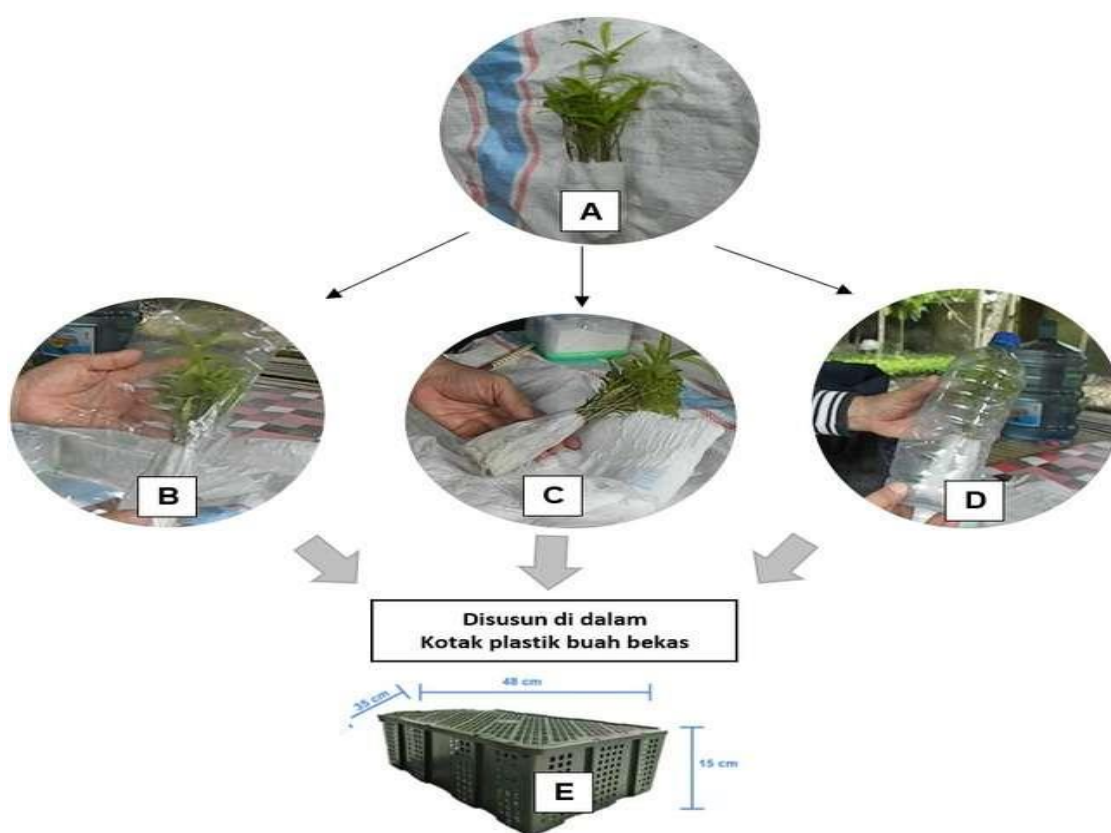 A
B
C
D
Disusun di dalam
Kotak plastik buah bekas
48 cm
35 cm
15 cm
E